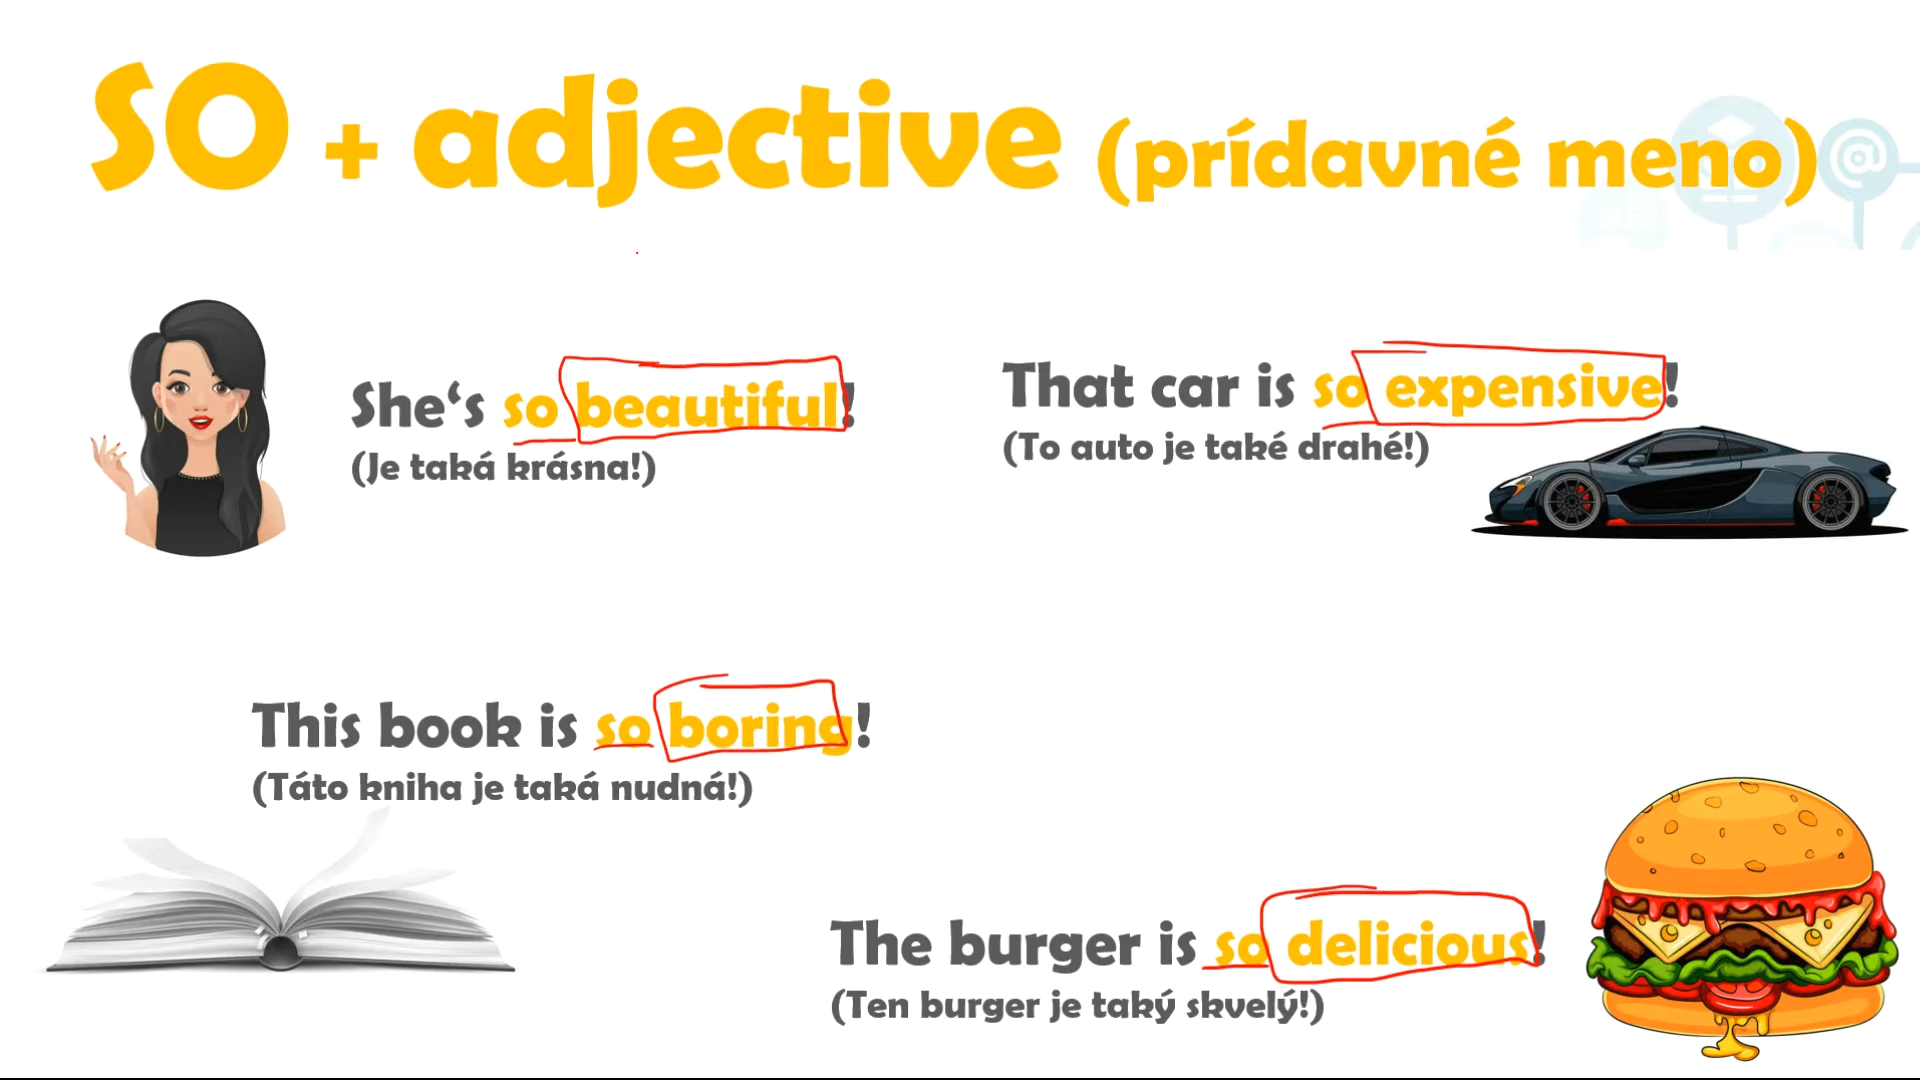 SO + adjective (prídavné meno)
She‘s so beautiful!
(Je taká krásna!)
That car is so expensive!
(To auto je také drahé!)
This book is so boring!
(Táto kniha je taká nudná!)
The burger is so delicious!
(Ten burger je taký skvelý!)